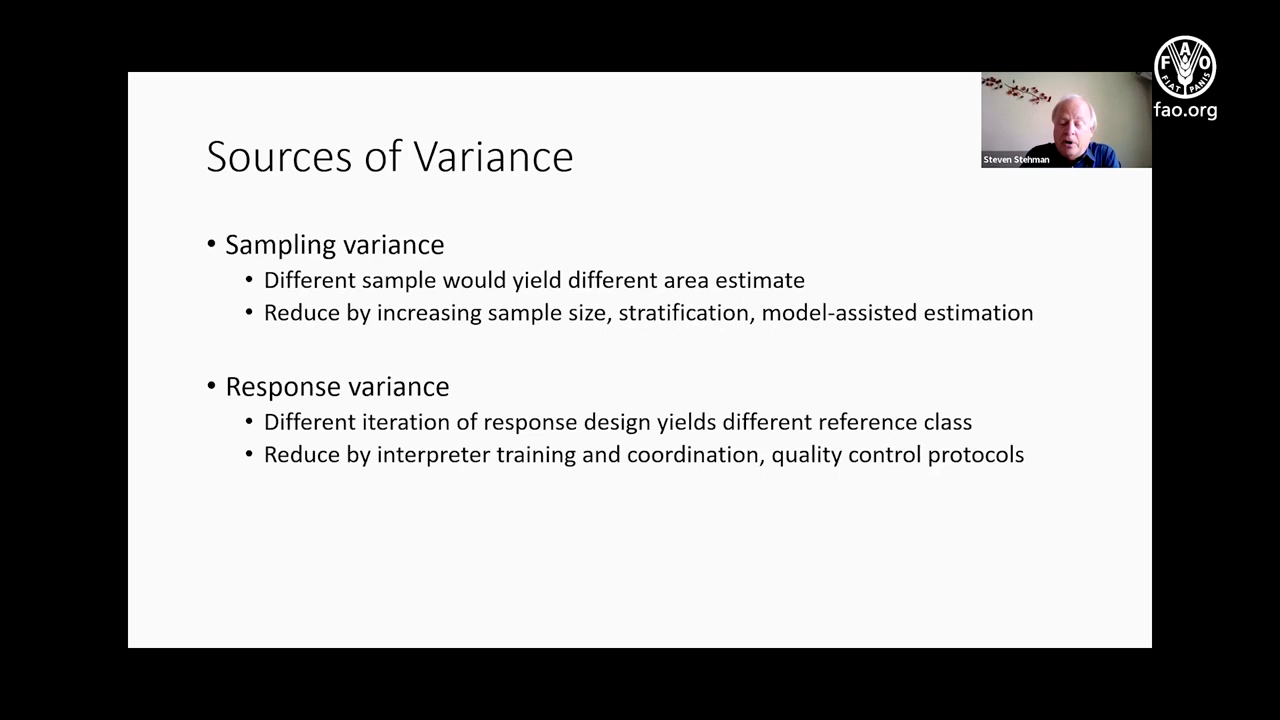 F A O
FIAT PANIS
fao.org
Steven Stehman
Sources of Variance
• Sampling variance
• Different sample would yield different area estimate
• Reduce by increasing sample size, stratification, model-assisted estimation
• Response variance
• Different iteration of response design yields different reference class
• Reduce by interpreter training and coordination, quality control protocols